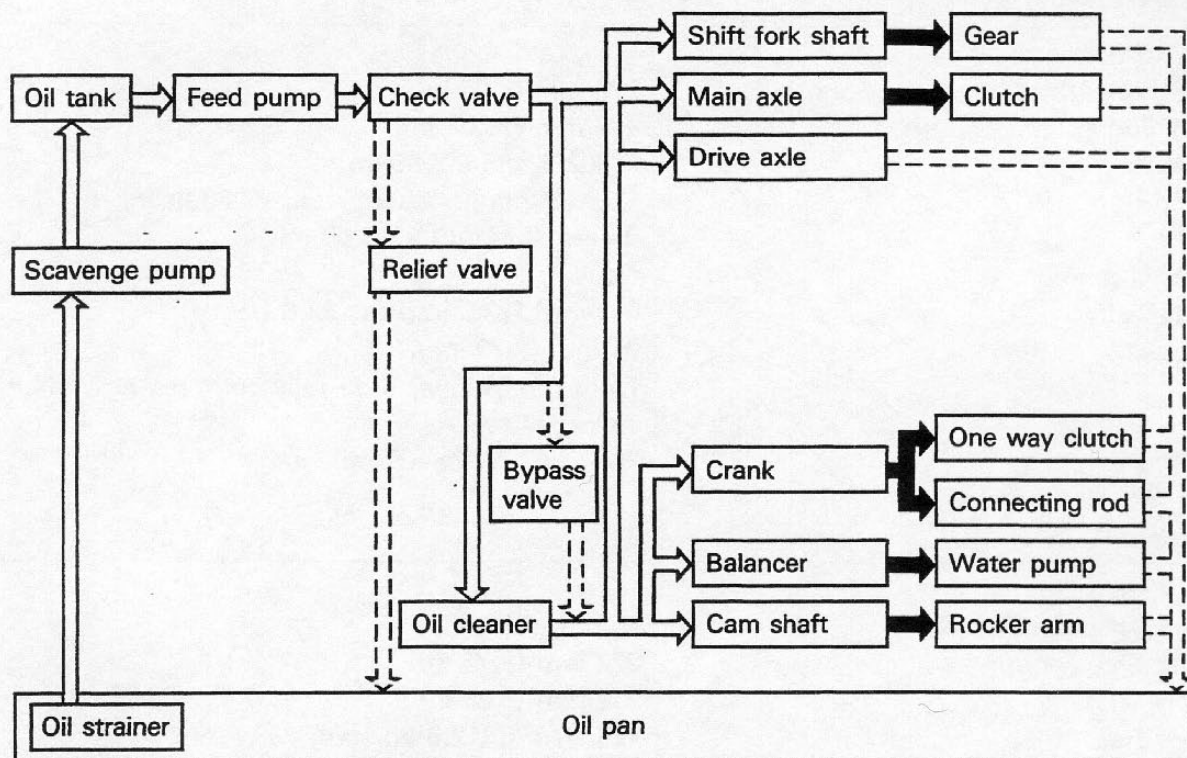 Shift fork shaft
Gear
Oil tank
Feed pump
Check valve
Main axle
Clutch
Drive axle
Scavenge pump
Relief valve
One way clutch
Bypass
valve
Crank
Connecting rod
Balancer
Water pump
Oil cleaner
Cam shaft
Rocker arm
Oil strainer
Oil pan